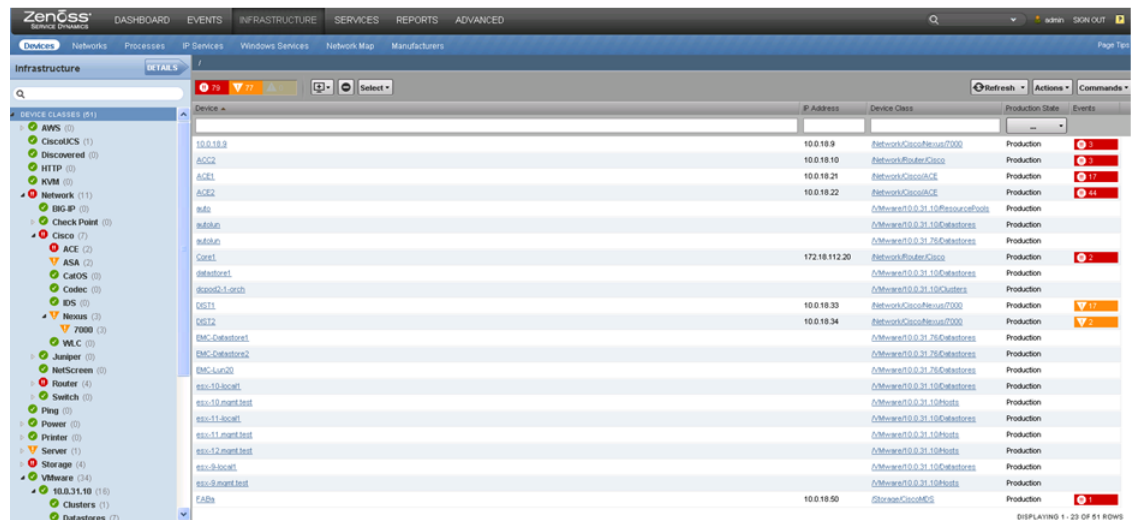 Zenoss DASHBOARD EVENTS INFRASTRUCTURE SERVICES REPORTS ADVANCED admin SIGN OUT ?
SERVICE DYNAMICS
Devices Networks Processes IP Services Windows Services Network Map Manufacturers Page Tips
Infrastructure DETAILS /
79 77 Select Refresh Actions Commands
Device IP Address Device Class Production State Events
DEVICE CLASSES (51)
AWS (0)
CiscoUCS (1)
Discovered (0)
HTTP (0)
KVM (0)
Network (11)
BIG-IP (0)
Check Point (0)
Cisco (7)
ACE (2)
ASA (2)
CatOS (0)
Codec (0)
IDS (0)
Nexus (3)
7000 (3)
WLC (0)
Juniper (0)
NetScreen (0)
Router (4)
Switch (0)
Ping (0)
Power (0)
Printer (0)
Server (1)
Storage (4)
VMware (34)
10.0.31.10 (16)
Clusters (1)
Datastores (7)
...
10.0.18.9 10.0.18.9 /Network/Cisco/Nexus/7000 Production 3
ACC2 10.0.18.10 /Network/Router/Cisco Production 3
ACE1 10.0.18.21 /Network/Cisco/ACE Production 17
ACE2 10.0.18.22 /Network/Cisco/ACE Production 44
auto /VMware/10.0.31.10/ResourcePools Production
autolun /VMware/10.0.31.10/Datastores Production
autolun /VMware/10.0.31.76/Datastores Production
Core1 172.18.112.20 /Network/Router/Cisco Production 2
datastore1 /VMware/10.0.31.10/Datastores Production
dcpod2-1-orch /VMware/10.0.31.10/Clusters Production
DIST1 10.0.18.33 /Network/Cisco/Nexus/7000 Production 17
DIST2 10.0.18.34 /Network/Cisco/Nexus/7000 Production 2
EMC-Datastore1 /VMware/10.0.31.76/Datastores Production
EMC-Datastore2 /VMware/10.0.31.76/Datastores Production
EMC-Lun20 /VMware/10.0.31.76/Datastores Production
esx-10-local1 /VMware/10.0.31.10/Datastores Production
esx-10.mgmt.test /VMware/10.0.31.10/Hosts Production
esx-11-local1 /VMware/10.0.31.10/Datastores Production
esx-11.mgmt.test /VMware/10.0.31.10/Hosts Production
esx-12.mgmt.test /VMware/10.0.31.10/Hosts Production
esx-9-local1 /VMware/10.0.31.10/Datastores Production
esx-9.mgmt.test /VMware/10.0.31.10/Hosts Production
FABa 10.0.18.50 /Storage/CiscoMDS Production 1
DISPLAYING 1 - 23 OF 51 ROWS